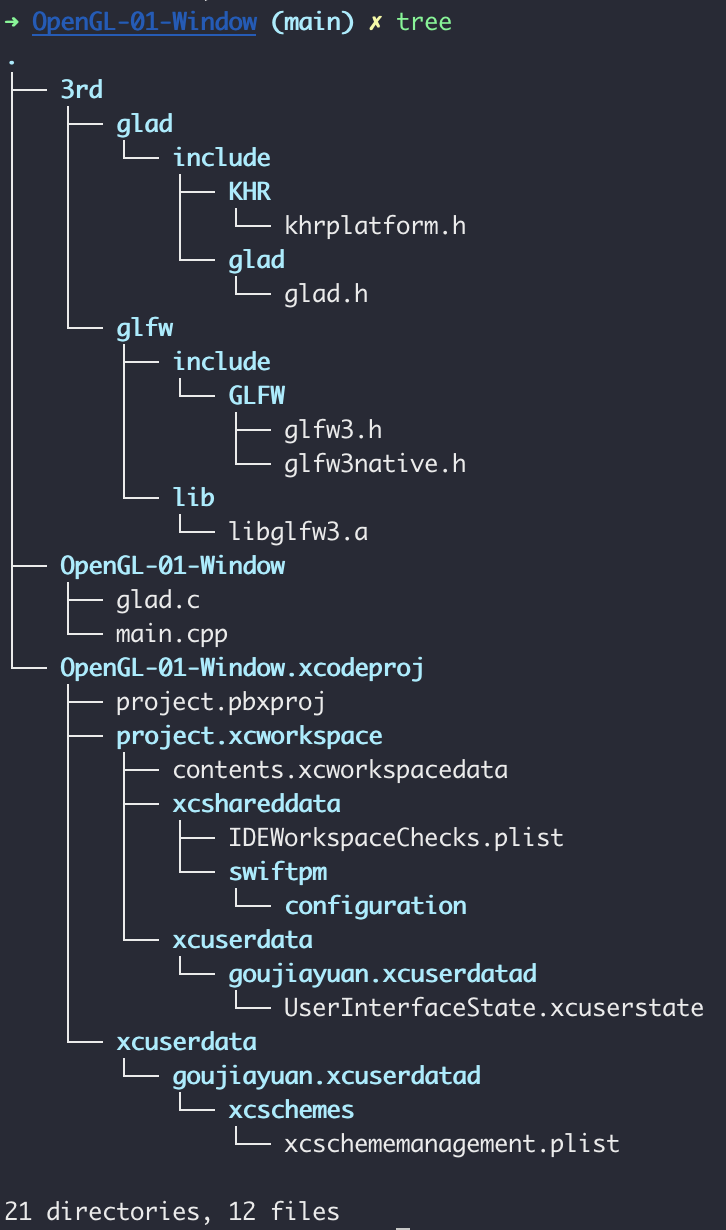 ➜ OpenGL-01-Window (main) ✗ tree
.
├── 3rd
│   ├── glad
│   │   └── include
│   │       ├── KHR
│   │       │   └── khrplatform.h
│   │       └── glad
│   │           └── glad.h
│   └── glfw
│       ├── include
│       │   └── GLFW
│       │       ├── glfw3.h
│       │       └── glfw3native.h
│       └── lib
│           └── libglfw3.a
├── OpenGL-01-Window
│   ├── glad.c
│   └── main.cpp
└── OpenGL-01-Window.xcodeproj
    ├── project.pbxproj
    ├── project.xcworkspace
    │   ├── contents.xcworkspacedata
    │   ├── xcshareddata
    │   │   ├── IDEWorkspaceChecks.plist
    │   │   └── swiftpm
    │   │       └── configuration
    │   └── xcuserdata
    │       └── goujiayuan.xcuserdatad
    │           └── UserInterfaceState.xcuserstate
    └── xcuserdata
        └── goujiayuan.xcuserdatad
            └── xcschemes
                └── xcschememanagement.plist

21 directories, 12 files